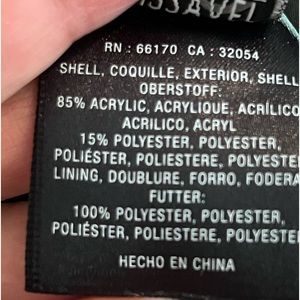 RN : 66170 CA : 32054
SHELL, COQUILLE, EXTERIOR, SHELL
OBERSTOFF:
85% ACRYLIC, ACRYLIQUE, ACRÍLICO
ACRILICO, ACRYL
15% POLYESTER, POLYESTER,
POLIÉSTER, POLIESTERE, POLYESTER
LINING, DOUBLURE, FORRO, FODERA
FUTTER:
100% POLYESTER, POLYESTER,
POLIÉSTER, POLIESTERE, POLYESTER
HECHO EN CHINA